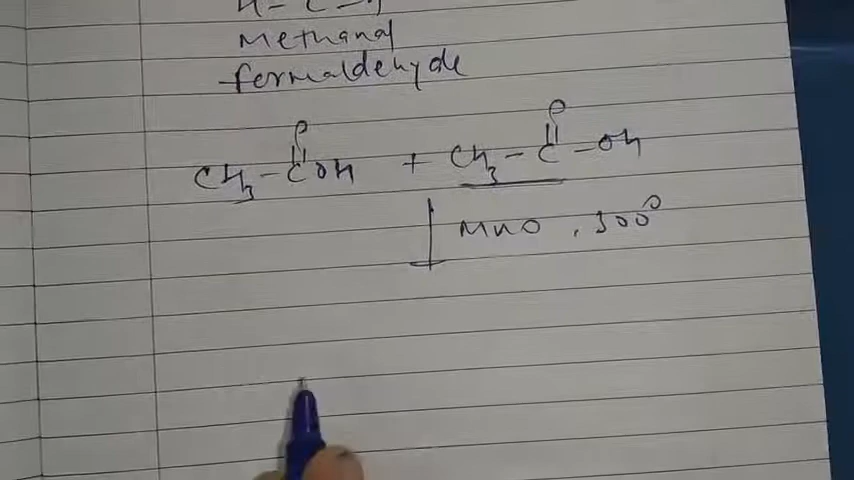 H - C - H
Methanal
formaldehyde
O O
CH3 - C OH + CH3 - C - OH
MnO, 300°